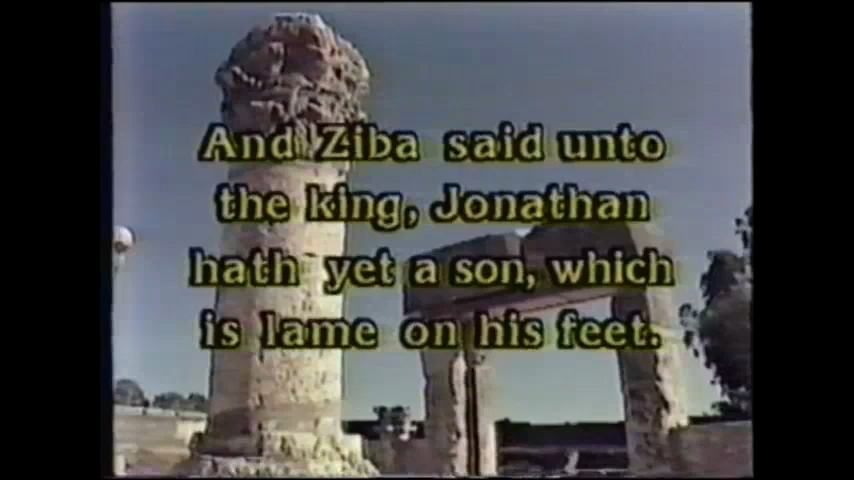 And Ziba said unto
the king, Jonathan
hath yet a son, which
is lame on his feet.